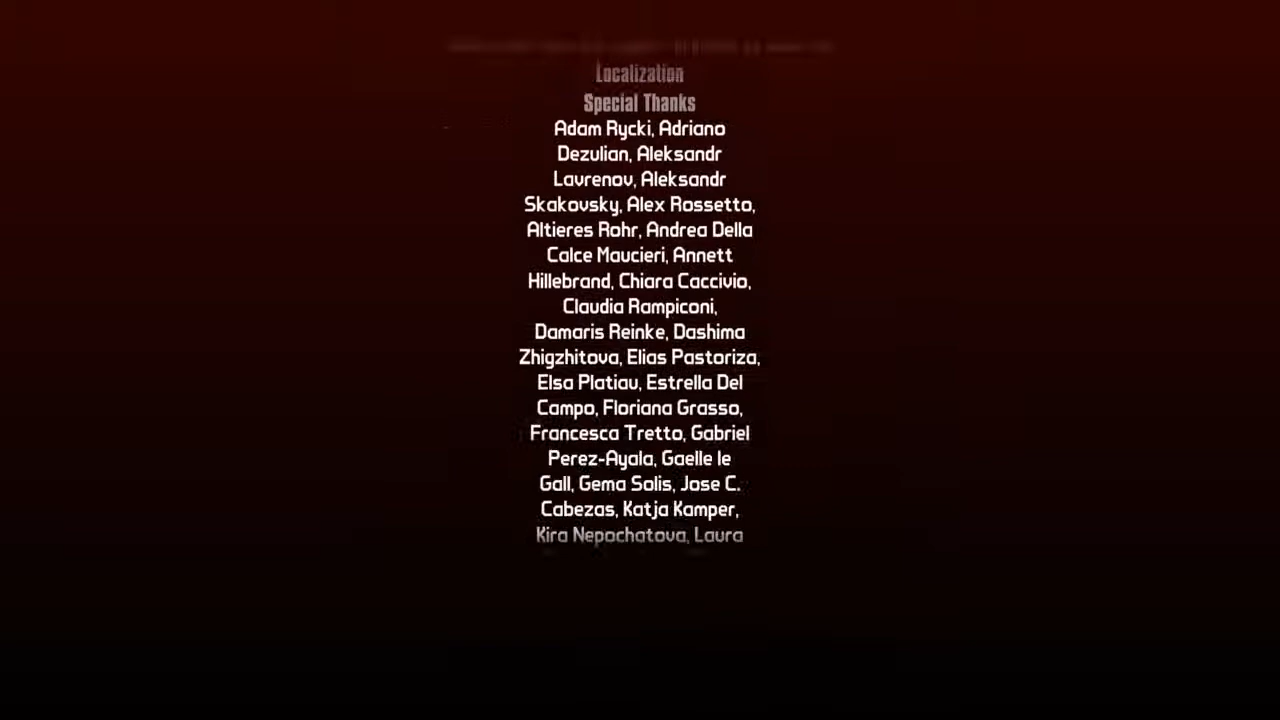 Localization
Special Thanks
Adam Rycki, Adriano
Dezulian, Aleksandr
Lavrenov, Aleksandr
Skakovsky, Alex Rossetto,
Altieres Rohr, Andrea Della
Calce Maucieri, Annett
Hillebrand, Chiara Caccivio,
Claudia Rampiconi,
Damaris Reinke, Dashima
Zhigzhitova, Elias Pastoriza,
Elsa Platiau, Estrella Del
Campo, Floriana Grasso,
Francesca Tretto, Gabriel
Perez-Ayala, Gaelle le
Gall, Gema Solis, Jose C.
Cabezas, Katja Kamper,
Kira Nepochatova, Laura